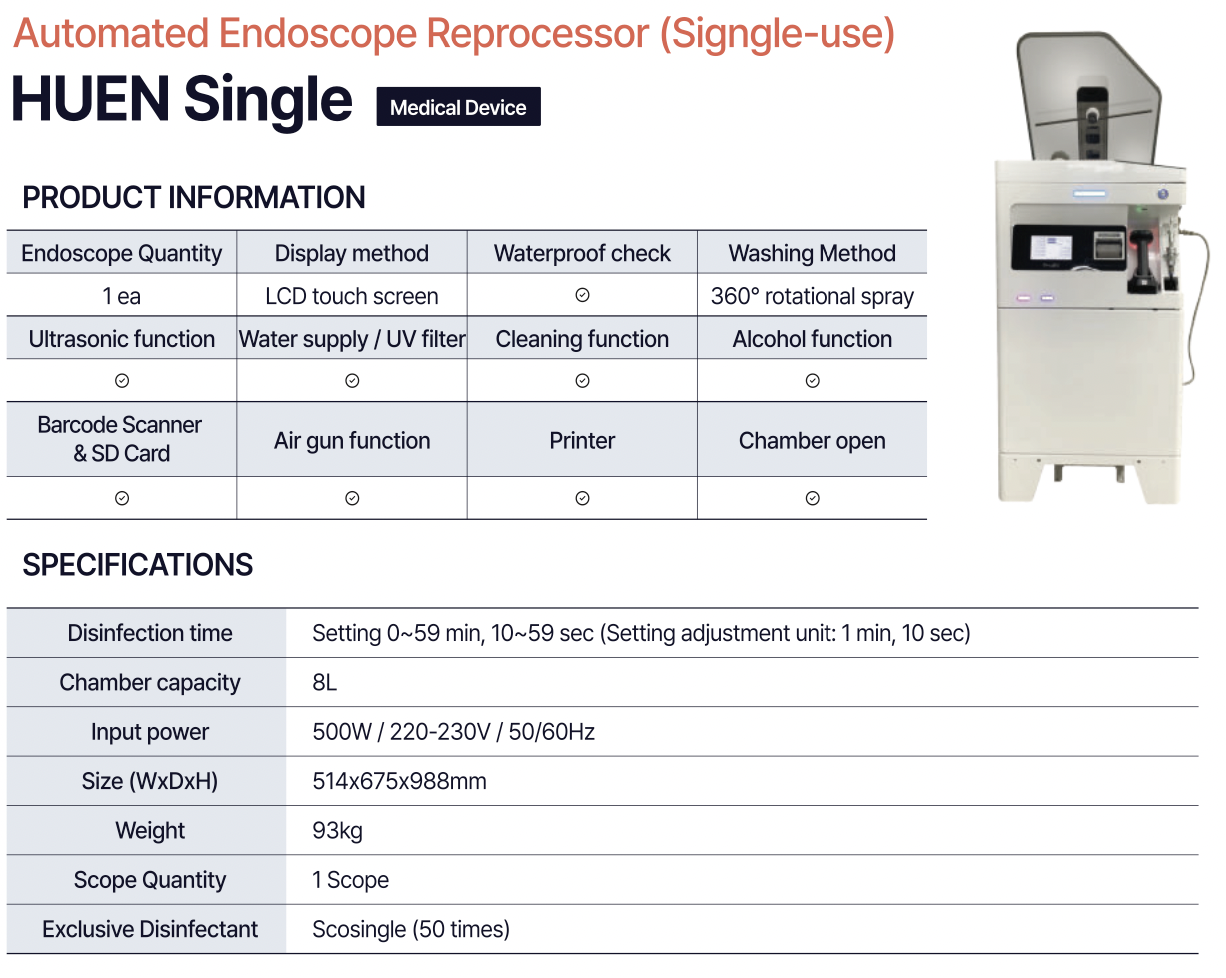 Automated Endoscope Reprocessor (Signgle-use)
HUEN Single
Medical Device
PRODUCT INFORMATION
Endoscope Quantity Display method Waterproof check Washing Method
1 ea LCD touch screen 360° rotational spray
Ultrasonic function Water supply / UV filter Cleaning function Alcohol function
Barcode Scanner
& SD Card
Air gun function Printer Chamber open
SPECIFICATIONS
Disinfection time Setting 0~59 min, 10~59 sec (Setting adjustment unit: 1 min, 10 sec)
Chamber capacity 8L
Input power 500W / 220-230V / 50/60Hz
Size (WxDxH) 514x675x988mm
Weight 93kg
Scope Quantity 1 Scope
Exclusive Disinfectant Scosingle (50 times)